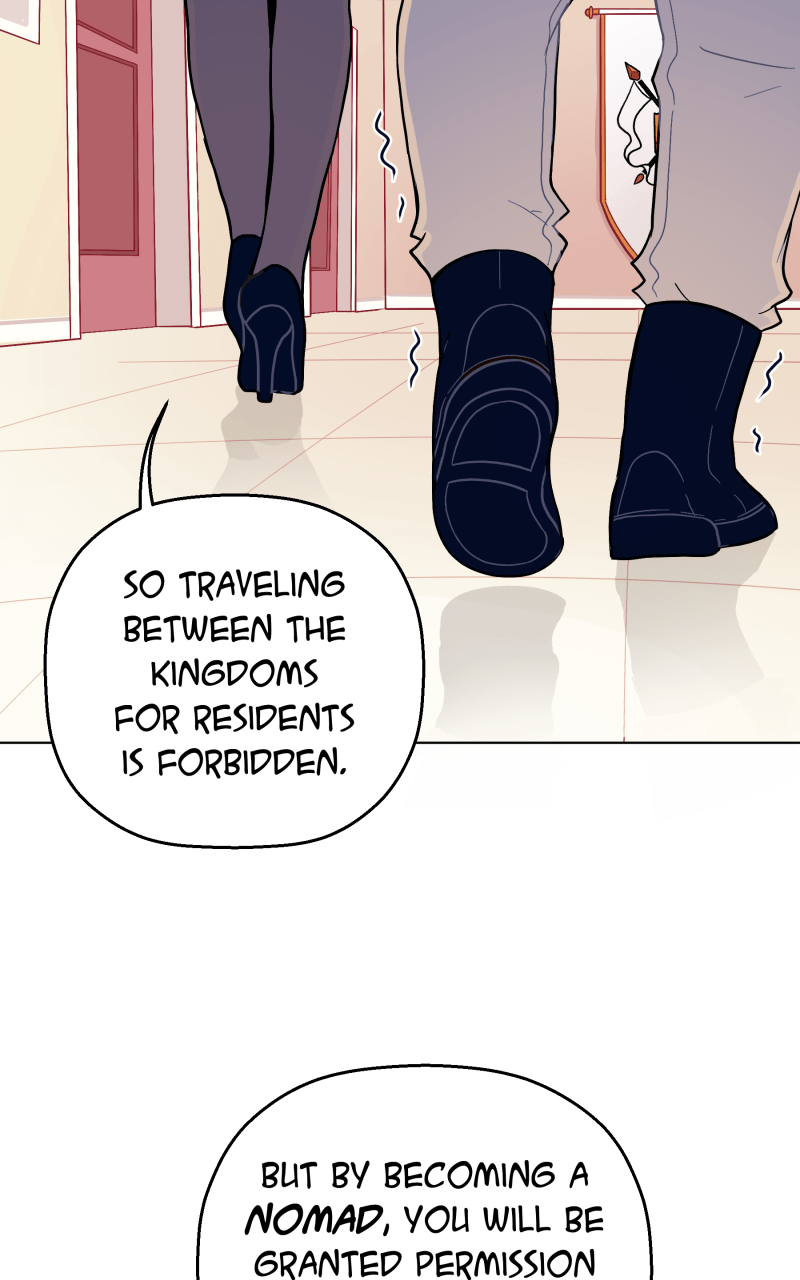 SO TRAVELING
BETWEEN THE
KINGDOMS
FOR RESIDENTS
IS FORBIDDEN.
BUT BY BECOMING A
NOMAD, YOU WILL BE
GRANTED PERMISSION